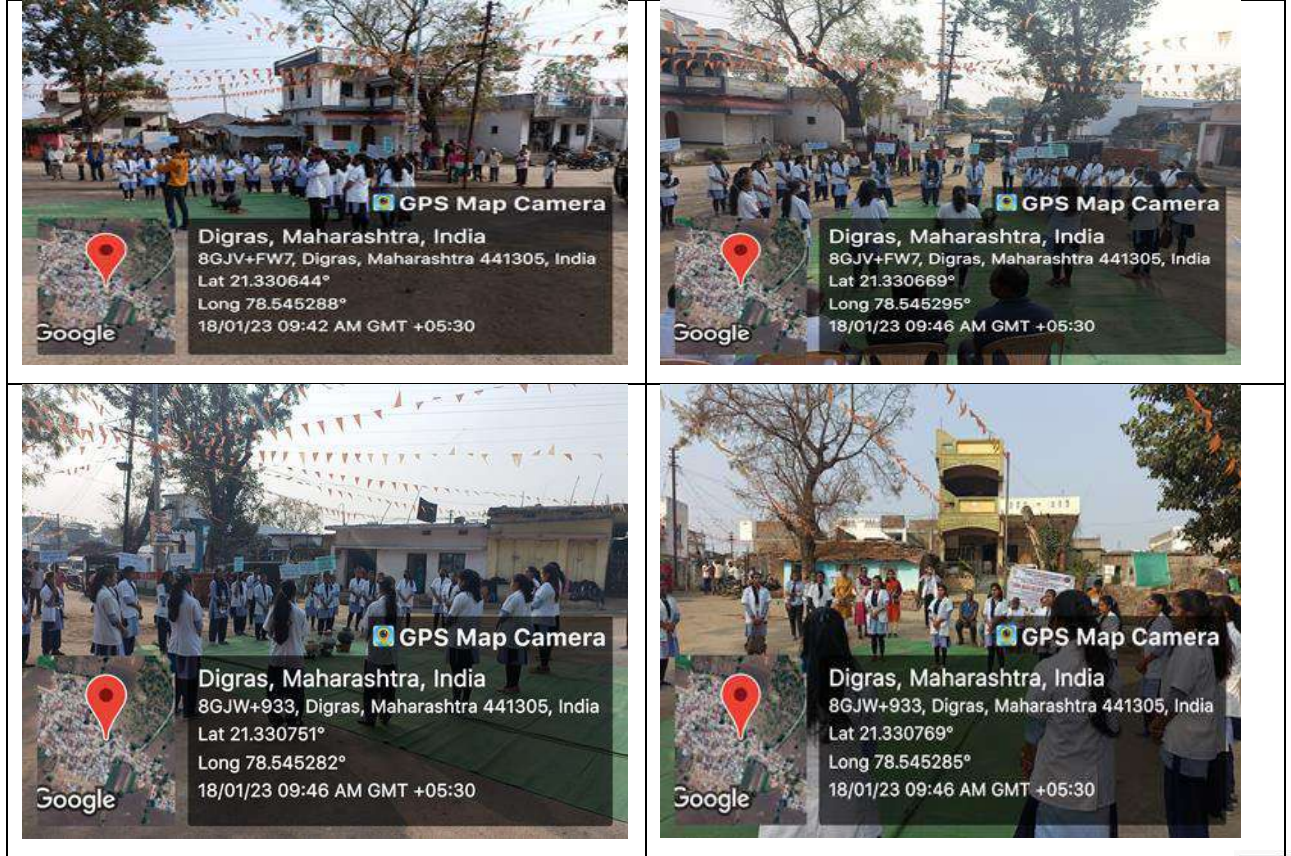 GPS Map Camera
Digras, Maharashtra, India
8GJV+FW7, Digras, Maharashtra 441305, India
Lat 21.330644°
Long 78.545288°
18/01/23 09:42 AM GMT +05:30
Google
GPS Map Camera
Digras, Maharashtra, India
8GJV+FW7, Digras, Maharashtra 441305, India
Lat 21.330669°
Long 78.545295°
18/01/23 09:46 AM GMT +05:30
Google
GPS Map Camera
Digras, Maharashtra, India
8GJW+933, Digras, Maharashtra 441305, India
Lat 21.330751°
Long 78.545282°
18/01/23 09:46 AM GMT +05:30
Google
GPS Map Camera
Digras, Maharashtra, India
8GJW+933, Digras, Maharashtra 441305, India
Lat 21.330769°
Long 78.545285°
18/01/23 09:46 AM GMT +05:30
Google